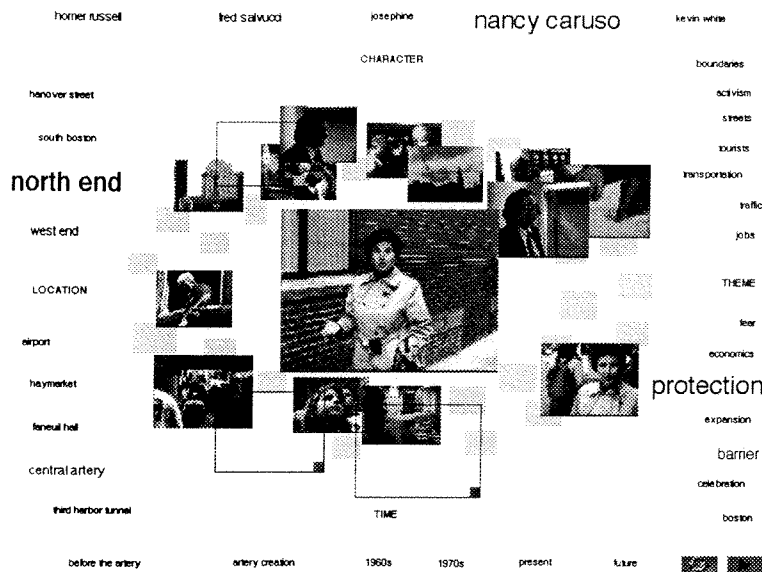 homer russell
fred salvucci
josephine
nancy caruso
kevin white
CHARACTER
boundaries
hanover street
activism
streets
south boston
tourists
north end
transportation
traffic
west end
jobs
LOCATION
THEME
airport
fear
economics
haymarket
protection
faneuil hall
expansion
central artery
barrier
celebration
third harbor tunnel
TIME
boston
before the artery
artery creation
1960s
1970s
present
future